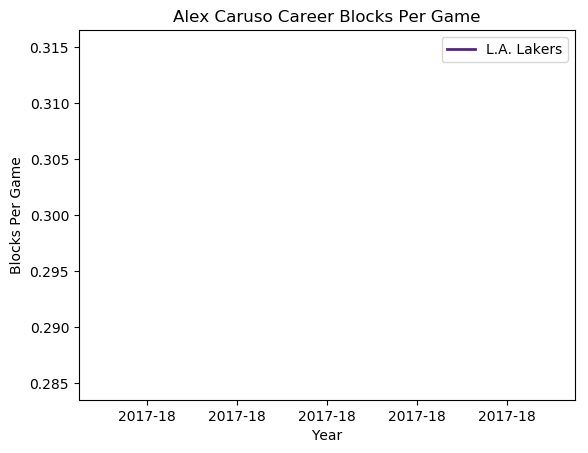 Alex Caruso Career Blocks Per Game
L.A. Lakers
Blocks Per Game
0.315
0.310
0.305
0.300
0.295
0.290
0.285
2017-18 2017-18 2017-18 2017-18 2017-18
Year